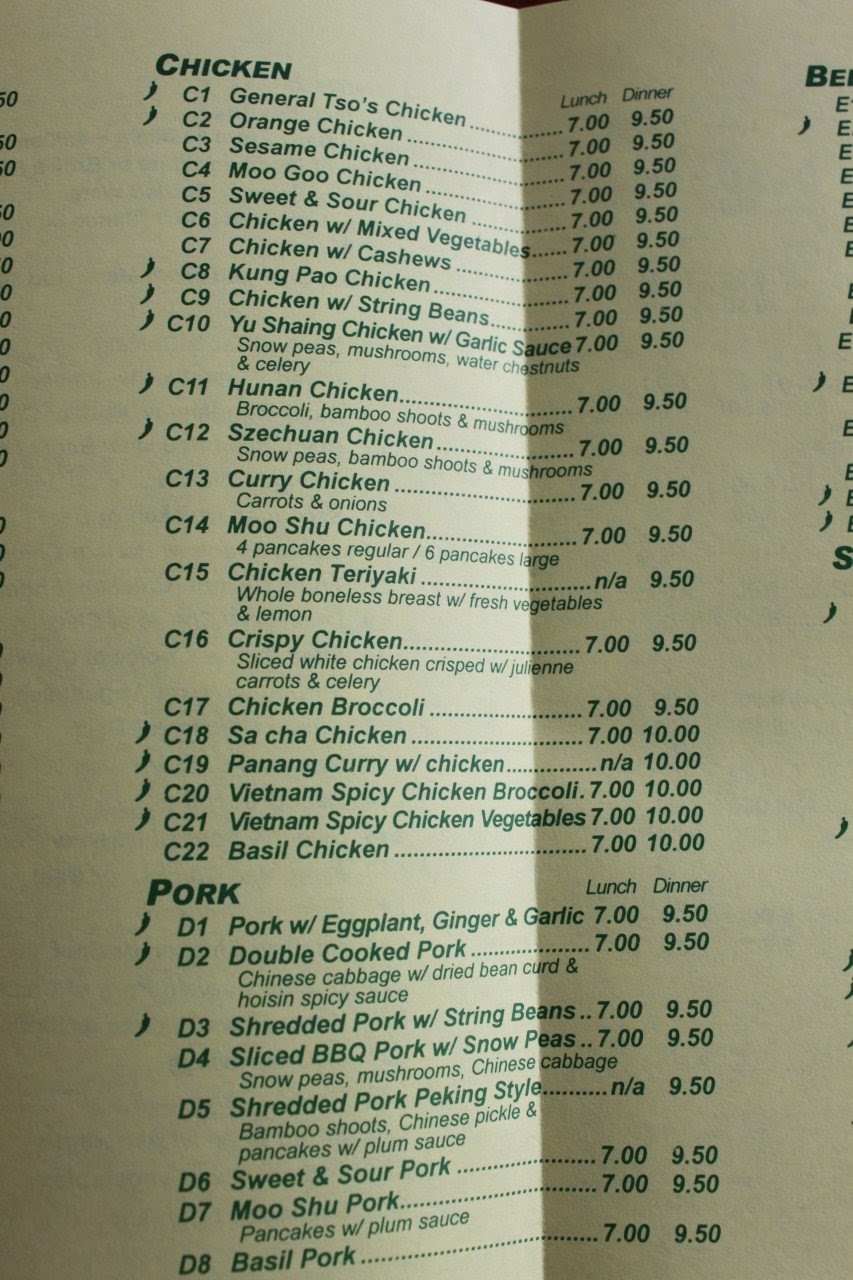 CHICKEN
Lunch Dinner
C1 General Tso's Chicken 7.00 9.50
C2 Orange Chicken 7.00 9.50
C3 Sesame Chicken 7.00 9.50
C4 Moo Goo Chicken 7.00 9.50
C5 Sweet & Sour Chicken 7.00 9.50
C6 Chicken w/ Mixed Vegetables 7.00 9.50
C7 Chicken w/ Cashews 7.00 9.50
C8 Kung Pao Chicken 7.00 9.50
C9 Chicken w/ String Beans 7.00 9.50
C10 Yu Shaing Chicken w/ Garlic Sauce 7.00 9.50
Snow peas, mushrooms, water chestnuts
& celery
C11 Hunan Chicken 7.00 9.50
Broccoli, bamboo shoots & mushrooms
C12 Szechuan Chicken 7.00 9.50
Snow peas, bamboo shoots & mushrooms
C13 Curry Chicken 7.00 9.50
Carrots & onions
C14 Moo Shu Chicken 7.00 9.50
4 pancakes regular / 6 pancakes large
C15 Chicken Teriyaki n/a 9.50
Whole boneless breast w/ fresh vegetables
& lemon
C16 Crispy Chicken 7.00 9.50
Sliced white chicken crisped w/ julienne
carrots & celery
C17 Chicken Broccoli 7.00 9.50
C18 Sa cha Chicken 7.00 10.00
C19 Panang Curry w/ chicken n/a 10.00
C20 Vietnam Spicy Chicken Broccoli 7.00 10.00
C21 Vietnam Spicy Chicken Vegetables 7.00 10.00
C22 Basil Chicken 7.00 10.00
PORK
Lunch Dinner
D1 Pork w/ Eggplant, Ginger & Garlic 7.00 9.50
D2 Double Cooked Pork 7.00 9.50
Chinese cabbage w/ dried bean curd &
hoisin spicy sauce
D3 Shredded Pork w/ String Beans 7.00 9.50
D4 Sliced BBQ Pork w/ Snow Peas 7.00 9.50
Snow peas, mushrooms, Chinese cabbage
D5 Shredded Pork Peking Style n/a 9.50
Bamboo shoots, Chinese pickle &
pancakes w/ plum sauce
D6 Sweet & Sour Pork 7.00 9.50
D7 Moo Shu Pork 7.00 9.50
Pancakes w/ plum sauce
D8 Basil Pork 7.00 9.50